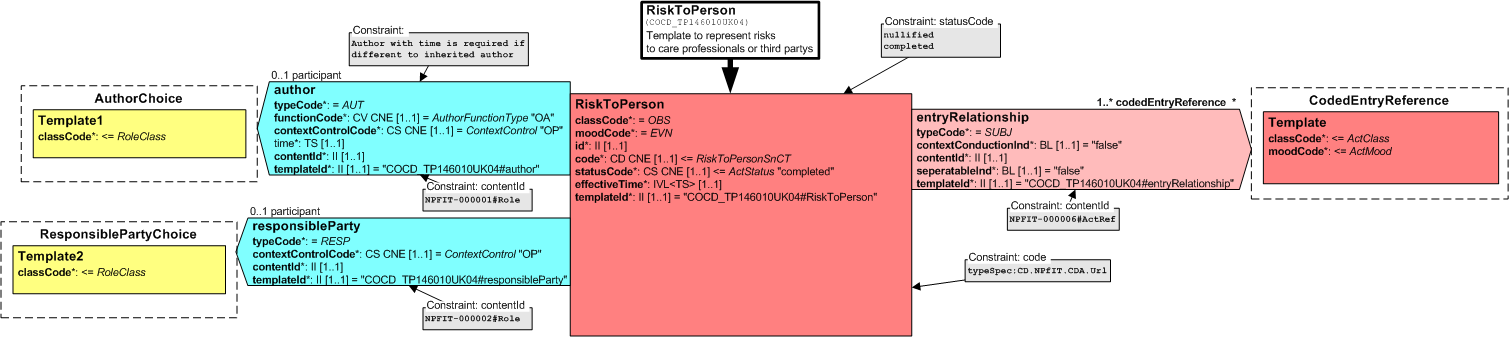 RiskToPerson
(COCD_TP146010UK04)
Template to represent risks
to care professionals or third partys
Constraint: statusCode
nullified
completed
Constraint:
Author with time is required if
different to inherited author
0..1 participant
author
typeCode*: = AUT
functionCode*: CV CNE [1..1] = AuthorFunctionType "OA"
contextControlCode*: CS CNE [1..1] = ContextControl "OP"
time*: TS [1..1]
contentId*: II [1..1]
templateId*: II [1..1] = "COCD_TP146010UK04#author"
AuthorChoice
Template1
classCode*: <= RoleClass
Constraint: contentId
NPFIT-000001#Role
0..1 participant
responsibleParty
typeCode*: = RESP
contextControlCode*: CS CNE [1..1] = ContextControl "OP"
contentId*: II [1..1]
templateId*: II [1..1] = "COCD_TP146010UK04#responsibleParty"
ResponsiblePartyChoice
Template2
classCode*: <= RoleClass
Constraint: contentId
NPFIT-000002#Role
RiskToPerson
classCode*: = OBS
moodCode*: = EVN
id*: II [1..1]
code*: CD CNE [1..1] <= RiskToPersonSnCT
statusCode*: CS CNE [1..1] <= ActStatus "completed"
effectiveTime*: IVL<TS> [1..1]
templateId*: II [1..1] = "COCD_TP146010UK04#RiskToPerson"
1..* codedEntryReference *
entryRelationship
typeCode*: = SUBJ
contextConductionInd*: BL [1..1] = "false"
contentId*: II [1..1]
seperatableInd*: BL [1..1] = "false"
templateId*: II [1..1] = "COCD_TP146010UK04#entryRelationship"
Constraint: contentId
NPFIT-000006#ActRef
CodedEntryReference
Template
classCode*: <= ActClass
moodCode*: <= ActMood
Constraint: code
typeSpec:CD.NPfIT.CDA.Url